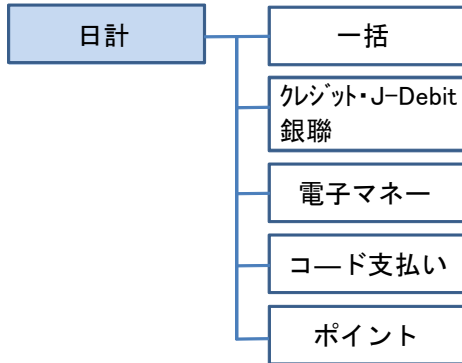 日計
一括
ｸﾚｼﾞｯﾄ・J-Debit
銀聯
電子マネー
コ―ド支払い
ポイント